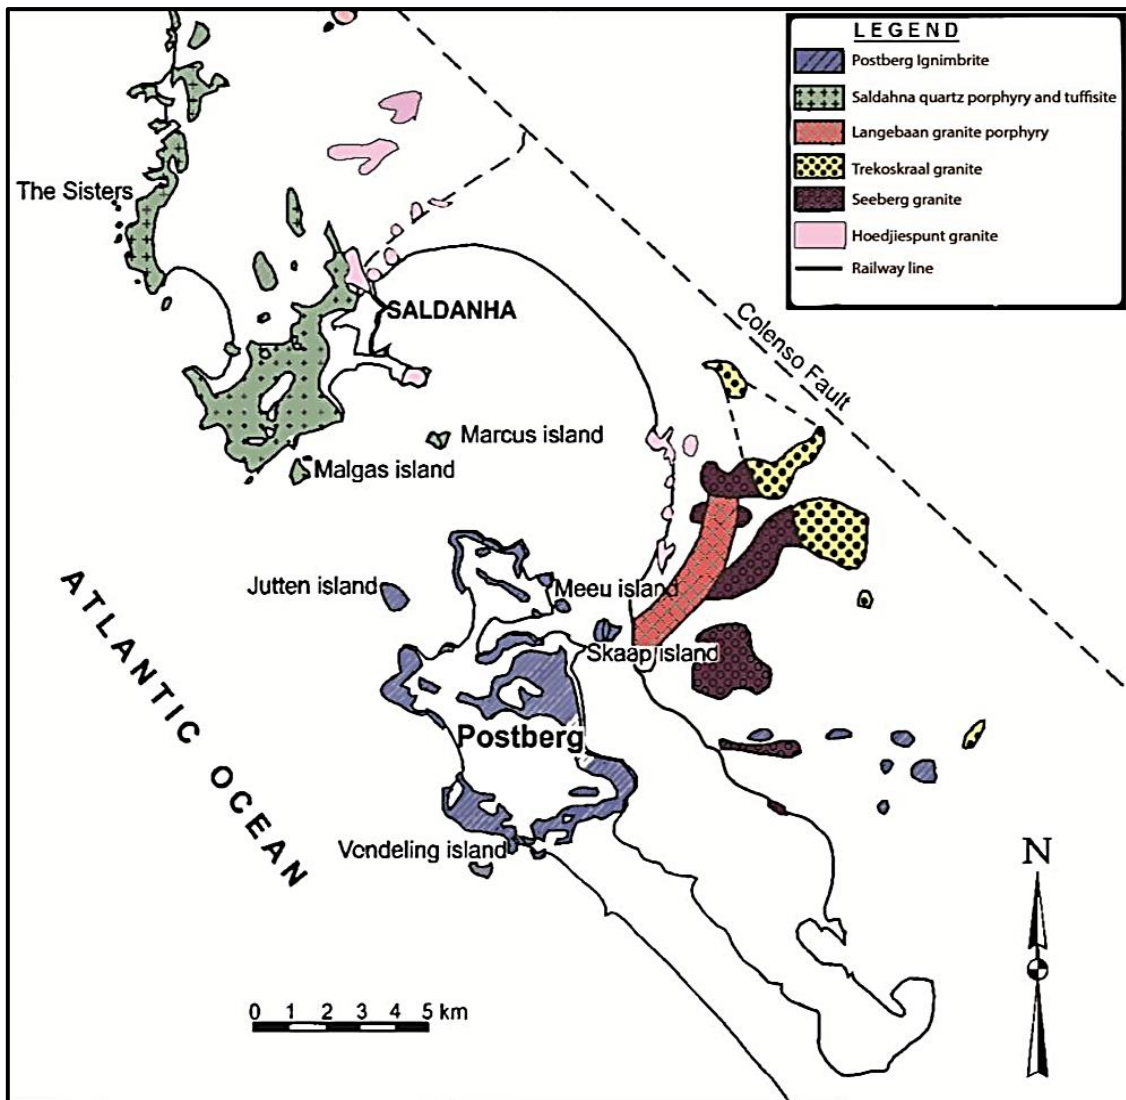 LEGEND
Postberg Ignimbrite
Saldahna quartz porphyry and tuffisite
Langebaan granite porphyry
Trekoskraal granite
Seeberg granite
Hoedjiespunt granite
Railway line
The Sisters
SALDANHA
Colenso Fault
Marcus island
Malgas island
Jutten island
Meeu island
Skaap island
Postberg
Vondeling island
ATLANTIC OCEAN
N
0 1 2 3 4 5 km